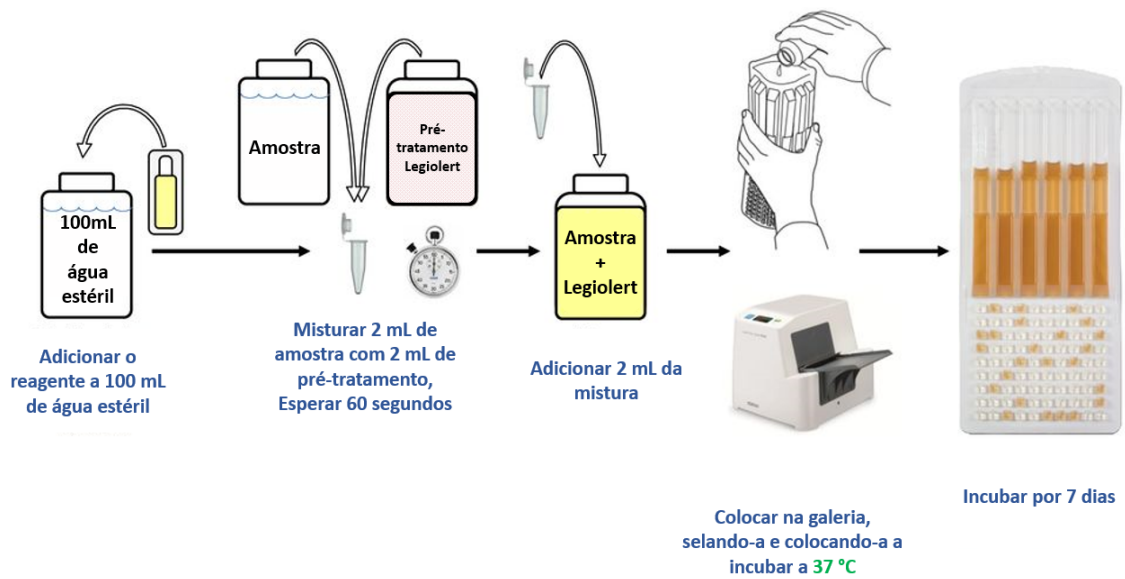 100mL
de
água
estéril
Adicionar o
reagente a 100 mL
de água estéril
Amostra
Pré-
tratamento
Legiolert
Misturar 2 mL de
amostra com 2 mL de
pré-tratamento,
Esperar 60 segundos
Amostra
+
Legiolert
Adicionar 2 mL da
mistura
Colocar na galeria,
selando-a e colocando-a a
incubar a 37 °C
Incubar por 7 dias